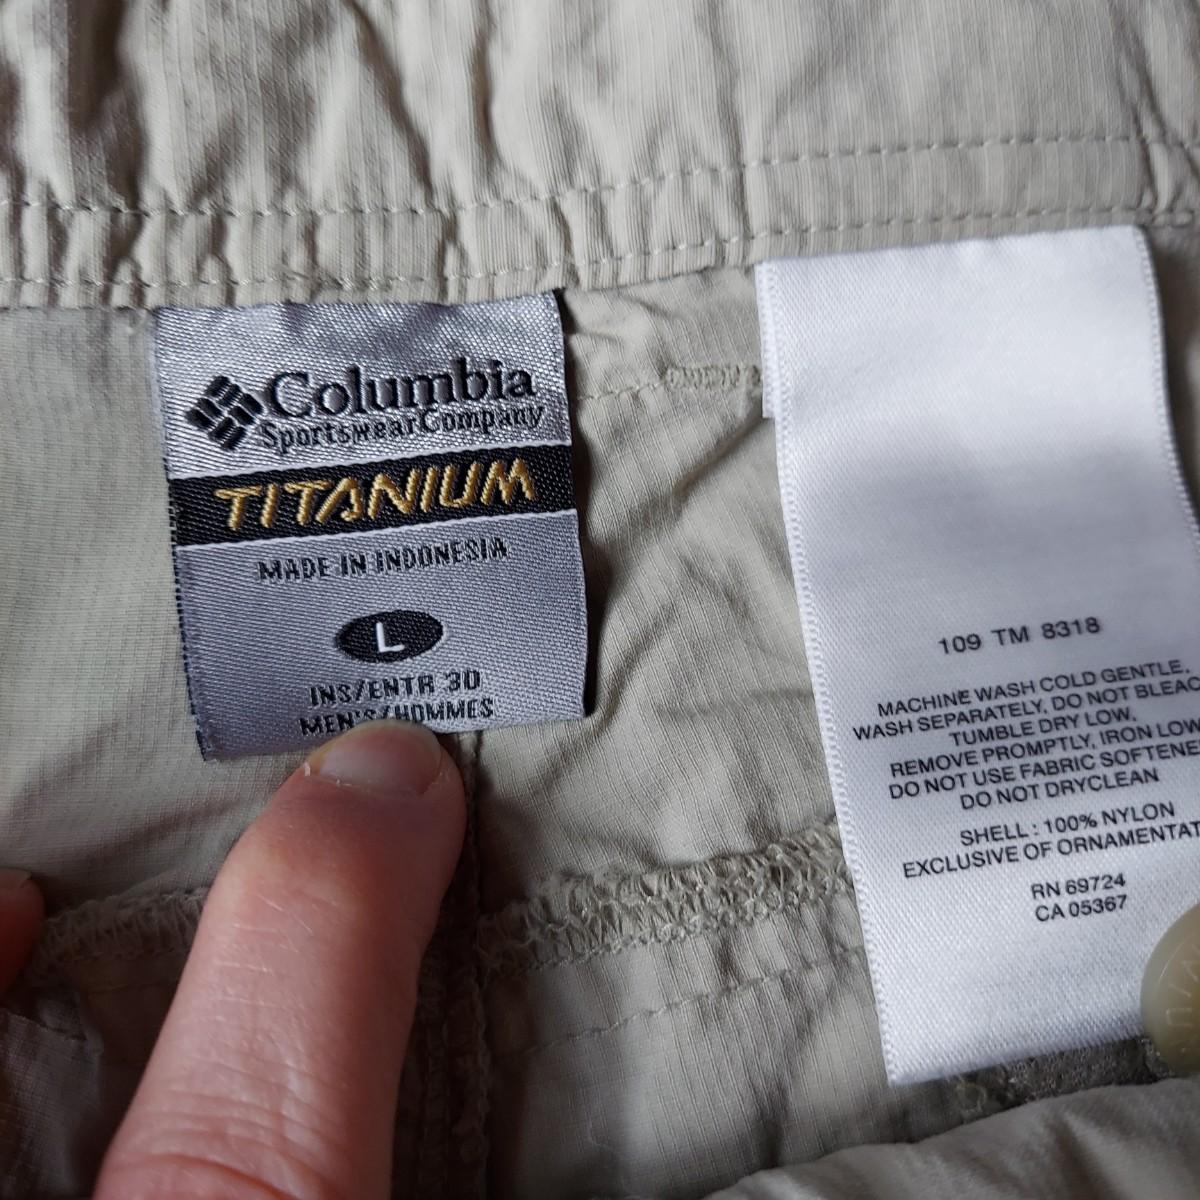 Columbia
Sportswear Company
TITANIUM
MADE IN INDONESIA
L
INS/ENTR 30
MEN'S/HOMMES
109 TM 8318
MACHINE WASH COLD GENTLE,
WASH SEPARATELY, DO NOT BLEAC
TUMBLE DRY LOW,
REMOVE PROMPTLY, IRON LOW
DO NOT USE FABRIC SOFTENE
DO NOT DRYCLEAN
SHELL : 100% NYLON
EXCLUSIVE OF ORNAMENTAT
RN 69724
CA 05367